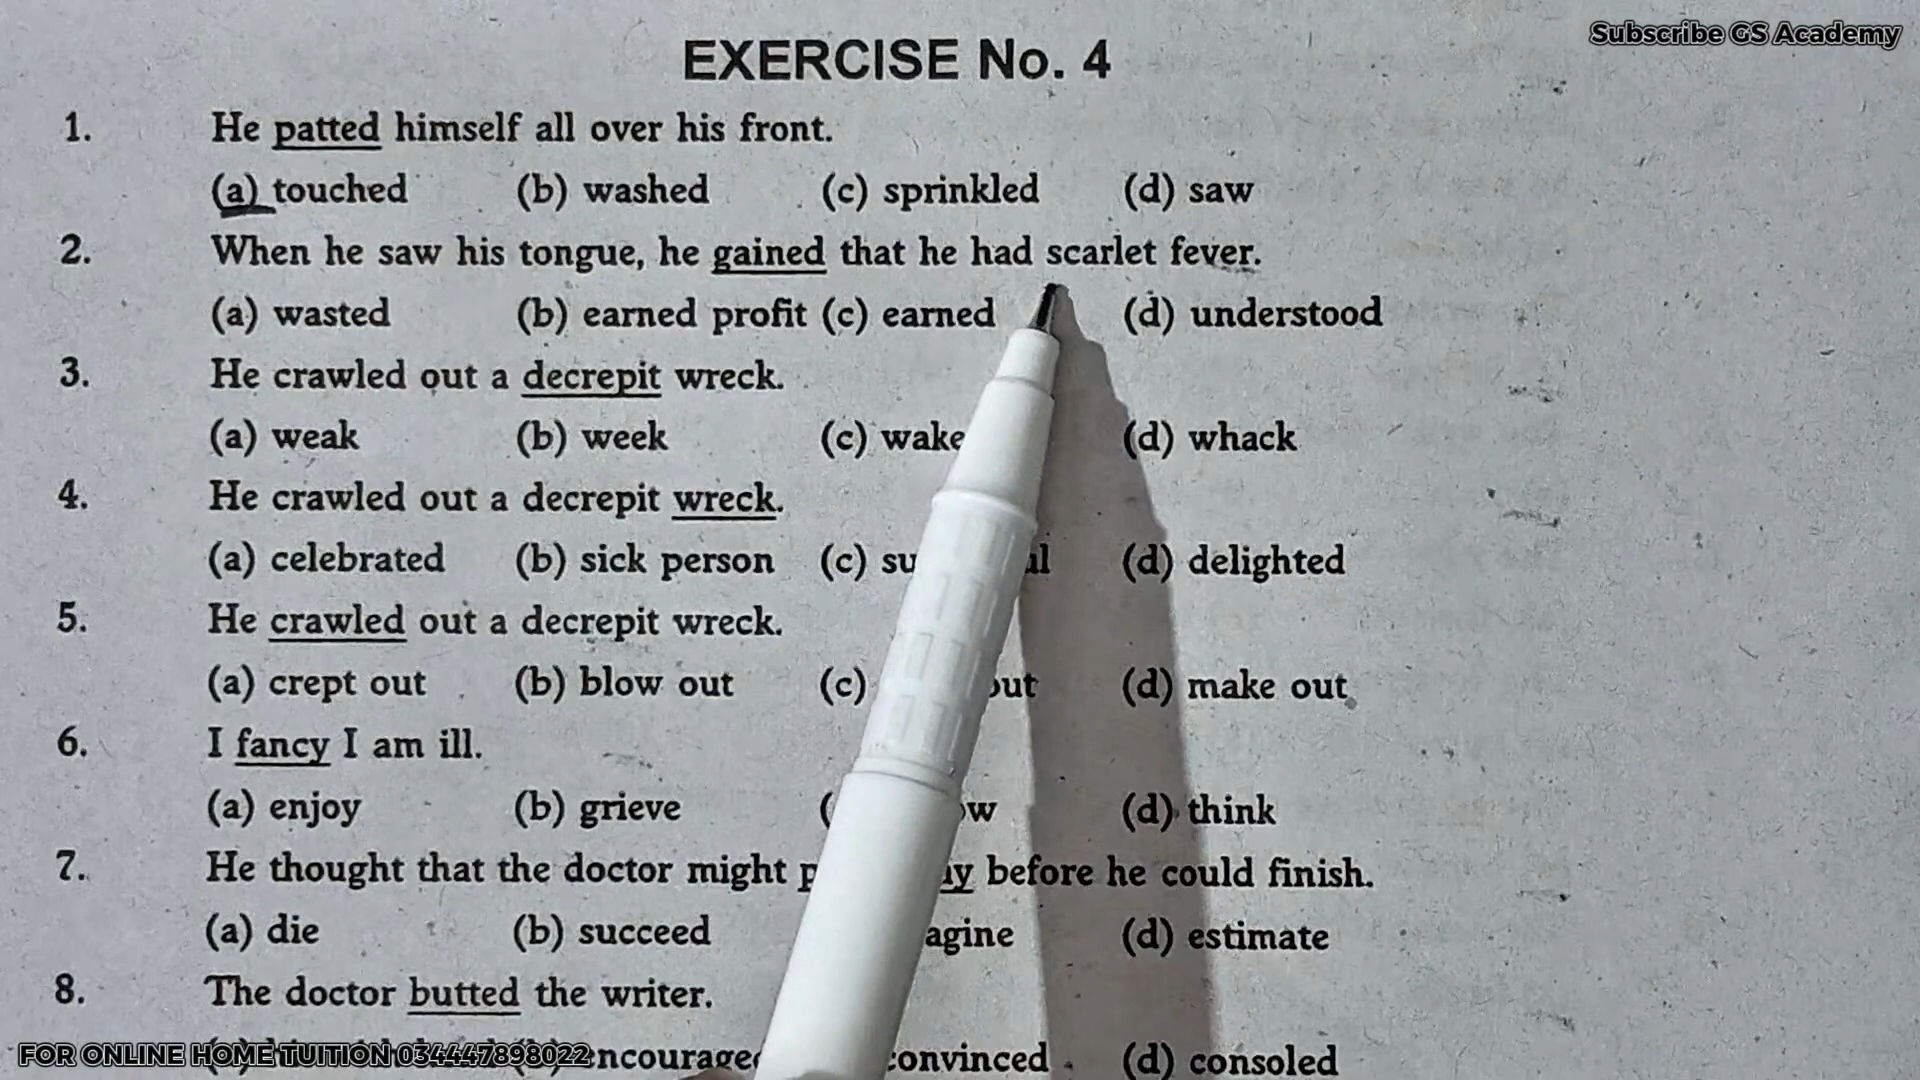 Subscribe GS Academy
EXERCISE No. 4
1. He patted himself all over his front.
(a) touched (b) washed (c) sprinkled (d) saw
2. When he saw his tongue, he gained that he had scarlet fever.
(a) wasted (b) earned profit (c) earned (d) understood
3. He crawled out a decrepit wreck.
(a) weak (b) week (c) wake (d) whack
4. He crawled out a decrepit wreck.
(a) celebrated (b) sick person (c) (d) delighted
5. He crawled out a decrepit wreck.
(a) crept out (b) blow out (c) out (d) make out
6. I fancy I am ill.
(a) enjoy (b) grieve (d) think
7. He thought that the doctor might before he could finish.
(a) die (b) succeed (d) estimate
8. The doctor butted the writer.
convinced (d) consoled
FOR ONLINE HOME TUITION 034447898022